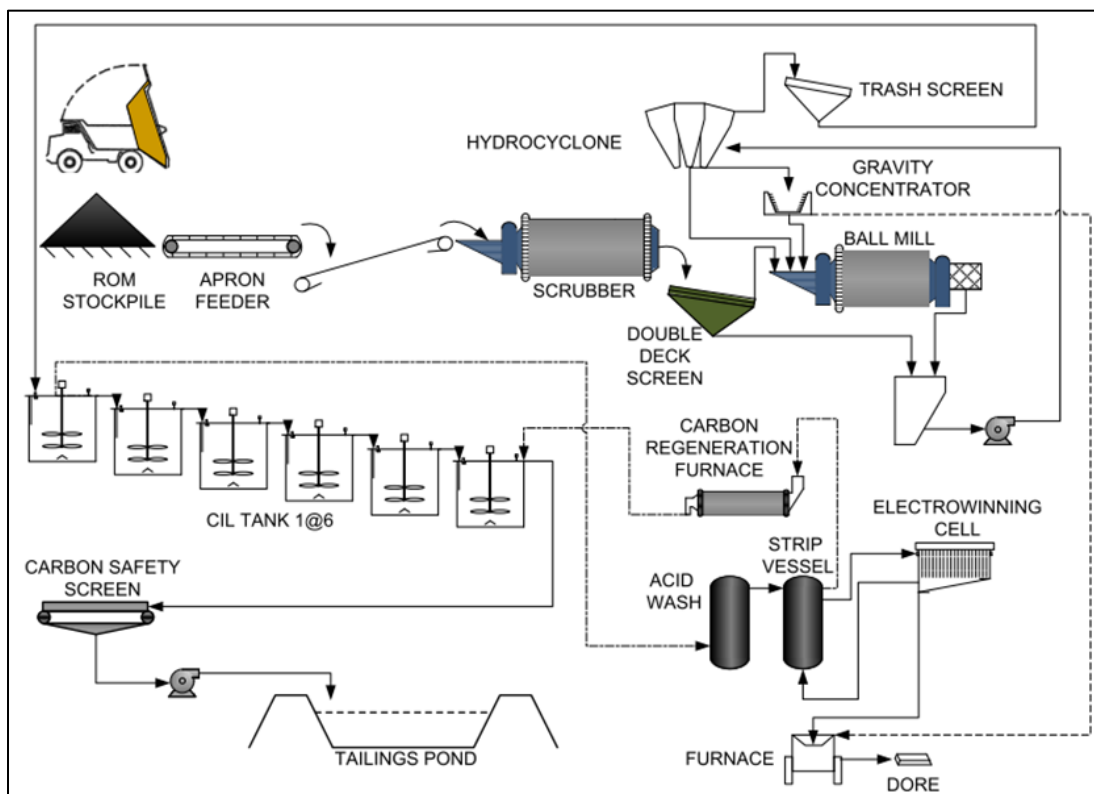 TRASH SCREEN
HYDROCYCLONE
GRAVITY
CONCENTRATOR
ROM
STOCKPILE
APRON
FEEDER
SCRUBBER
BALL MILL
DOUBLE
DECK
SCREEN
CARBON
REGENERATION
FURNACE
CIL TANK 1@6
ELECTROWINNING
CELL
STRIP
VESSEL
ACID
WASH
CARBON SAFETY
SCREEN
TAILINGS POND
FURNACE
DORE